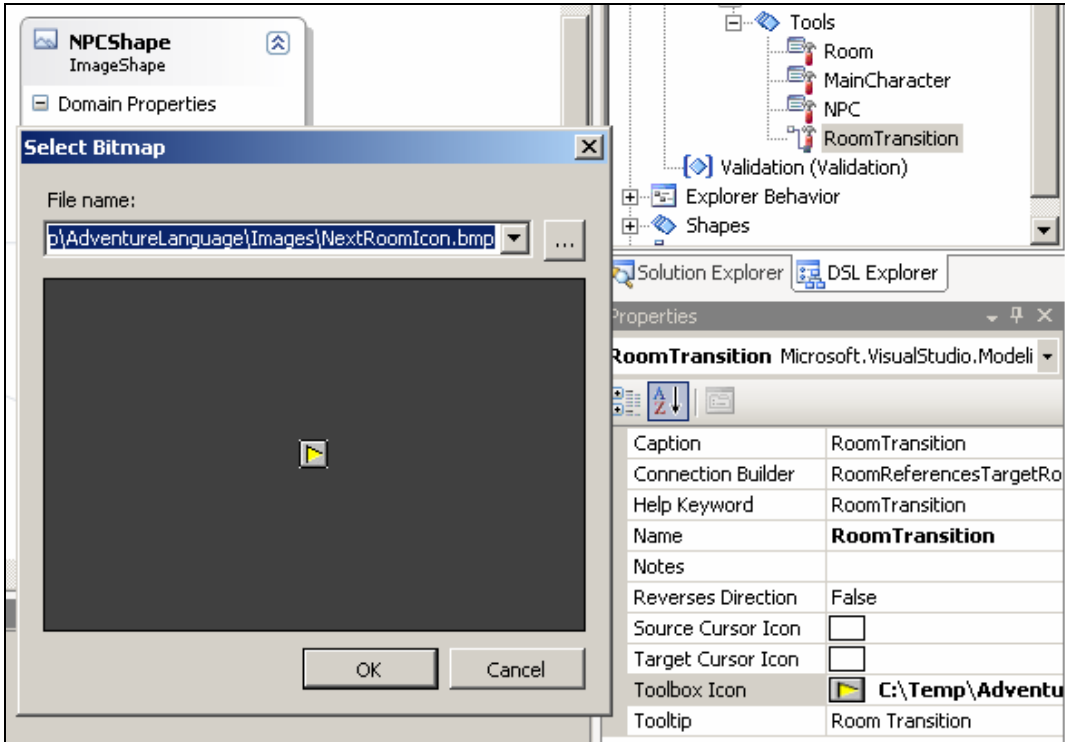 NPCShape
ImageShape
Domain Properties
Select Bitmap
File name:
p\AdventureLanguage\Images\NextRoomIcon.bmp
...
OK
Cancel
Tools
Room
MainCharacter
NPC
RoomTransition
Validation (Validation)
Explorer Behavior
Shapes
Solution Explorer
DSL Explorer
Properties
RoomTransition Microsoft.VisualStudio.Modeli
Caption RoomTransition
Connection Builder RoomReferencesTargetRo
Help Keyword RoomTransition
Name RoomTransition
Notes
Reverses Direction False
Source Cursor Icon
Target Cursor Icon
Toolbox Icon C:\Temp\Adventu
Tooltip Room Transition